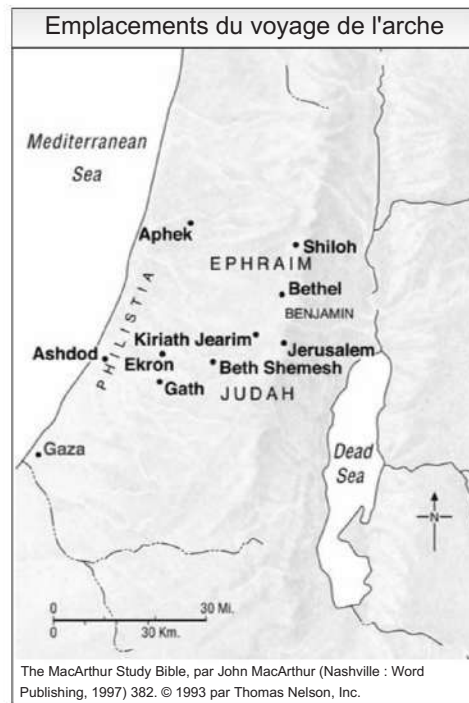 Emplacements du voyage de l'arche
Mediterranean
Sea
Aphek
Shiloh
EPHRAIM
Bethel
PHILISTIA
BENJAMIN
Kiriath Jearim
Jerusalem
Ashdod
Ekron
Beth Shemesh
Gath
JUDAH
Gaza
Dead
Sea
N
0 30 Mi.
0 30 Km.
The MacArthur Study Bible, par John MacArthur (Nashville : Word
Publishing, 1997) 382. © 1993 par Thomas Nelson, Inc.